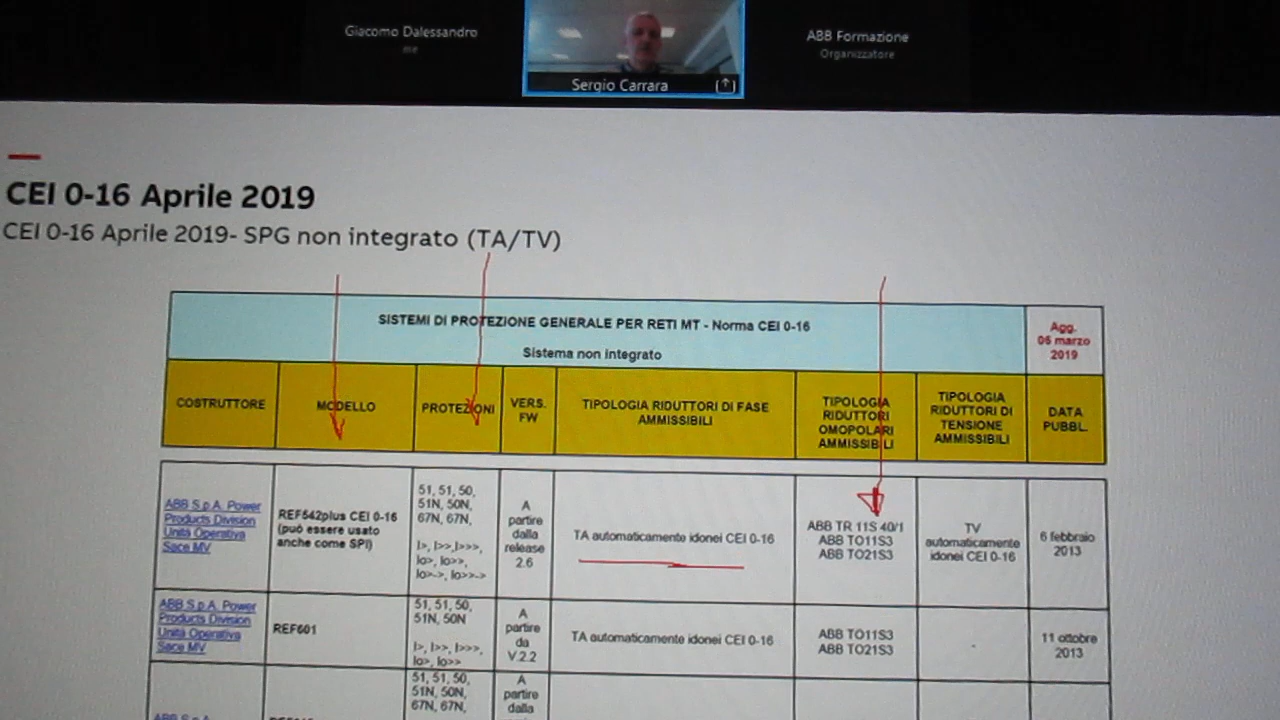 Giacomo Dalessandro
me
Sergio Carrara
ABB Formazione
Organizzatore
CEI 0-16 Aprile 2019
CEI 0-16 Aprile 2019- SPG non integrato (TA/TV)
SISTEMI DI PROTEZIONE GENERALE PER RETI MT - Norma CEI 0-16
Sistema non integrato
Agg.
06 marzo
2019
COSTRUTTORE
MODELLO
PROTEZIONI
VERS.
FW
TIPOLOGIA RIDUTTORI DI FASE
AMMISSIBILI
TIPOLOGIA
RIDUTTORI
OMOPOLARI
AMMISSIBILI
TIPOLOGIA
RIDUTTORI DI
TENSIONE
AMMISSIBILI
DATA
PUBBL.
ABB S.p.A. Power
Products Division
Unità Operativa
Sace MV
REF542plus CEI 0-16
(può essere usato
anche come SPI)
51, 51, 50,
51N, 50N,
67N, 67N,
I>, I>>,I>>>,
Io>, Io>>,
Io>->, Io>>->
A
partire
dalla
release
2.6
TA automaticamente idonei CEI 0-16
ABB TR 11S 40/1
ABB TO11S3
ABB TO21S3
TV
automaticamente
idonei CEI 0-16
6 febbraio
2013
ABB S.p.A. Power
Products Division
Unità Operativa
Sace MV
REF601
51, 51, 50,
51N, 50N
I>, I>>, I>>>,
Io>, Io>>
A
partire
da
V.2.2
TA automaticamente idonei CEI 0-16
ABB TO11S3
ABB TO21S3
-
11 ottobre
2013
51, 51, 50,
51N, 50N,
67N, 67N,
A
partire
dalla